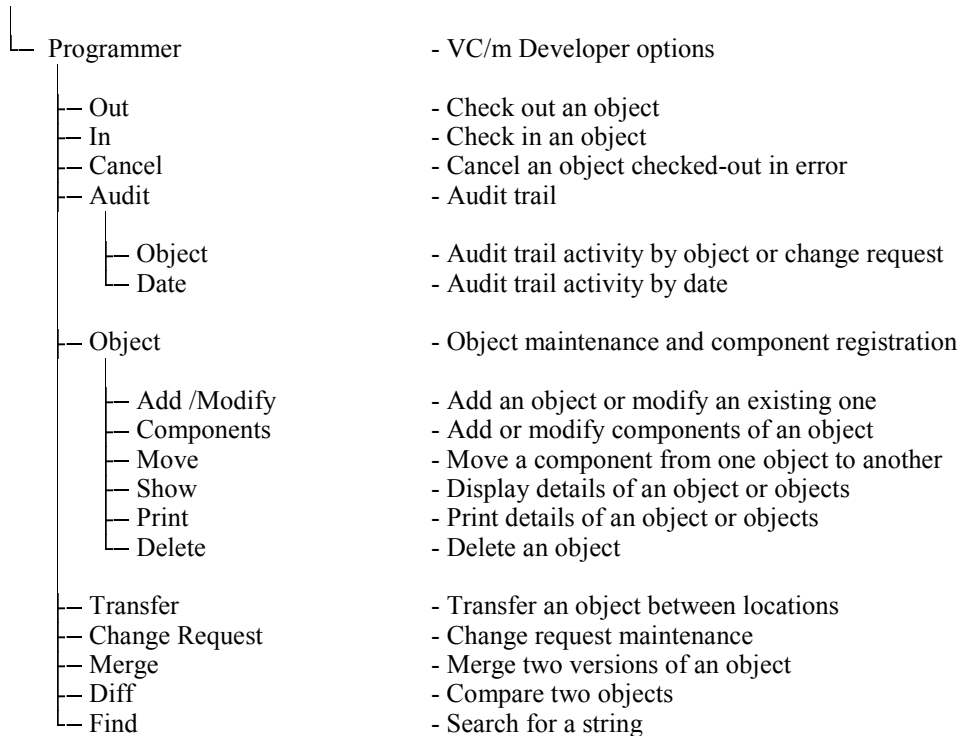 Programmer - VC/m Developer options
Out - Check out an object
In - Check in an object
Cancel - Cancel an object checked-out in error
Audit - Audit trail
Object - Audit trail activity by object or change request
Date - Audit trail activity by date
Object - Object maintenance and component registration
Add /Modify - Add an object or modify an existing one
Components - Add or modify components of an object
Move - Move a component from one object to another
Show - Display details of an object or objects
Print - Print details of an object or objects
Delete - Delete an object
Transfer - Transfer an object between locations
Change Request - Change request maintenance
Merge - Merge two versions of an object
Diff - Compare two objects
Find - Search for a string